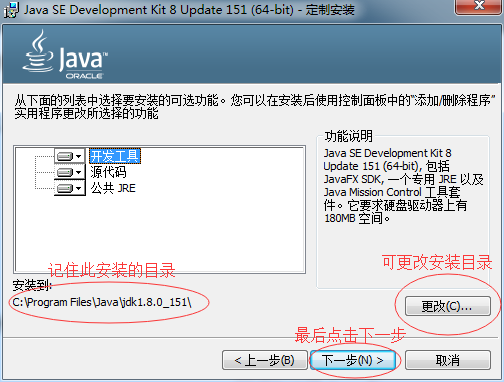 Java SE Development Kit 8 Update 151 (64-bit) - 定制安装
Java™
ORACLE
从下面的列表中选择要安装的可选功能。您可以在安装后使用控制面板中的“添加/删除程序”
实用程序更改所选择的功能
开发工具
源代码
公共 JRE
功能说明
Java SE Development Kit 8
Update 151 (64-bit), 包括
JavaFX SDK, 一个专用 JRE 以及
Java Mission Control 工具套
件。它要求硬盘驱动器上有
180MB 空间。
记住此安装的目录
可更改安装目录
安装到:
C:\Program Files\Java\jdk1.8.0_151\
更改(C)...
最后点击下一步
< 上一步(B)
下一步(N) >
取消